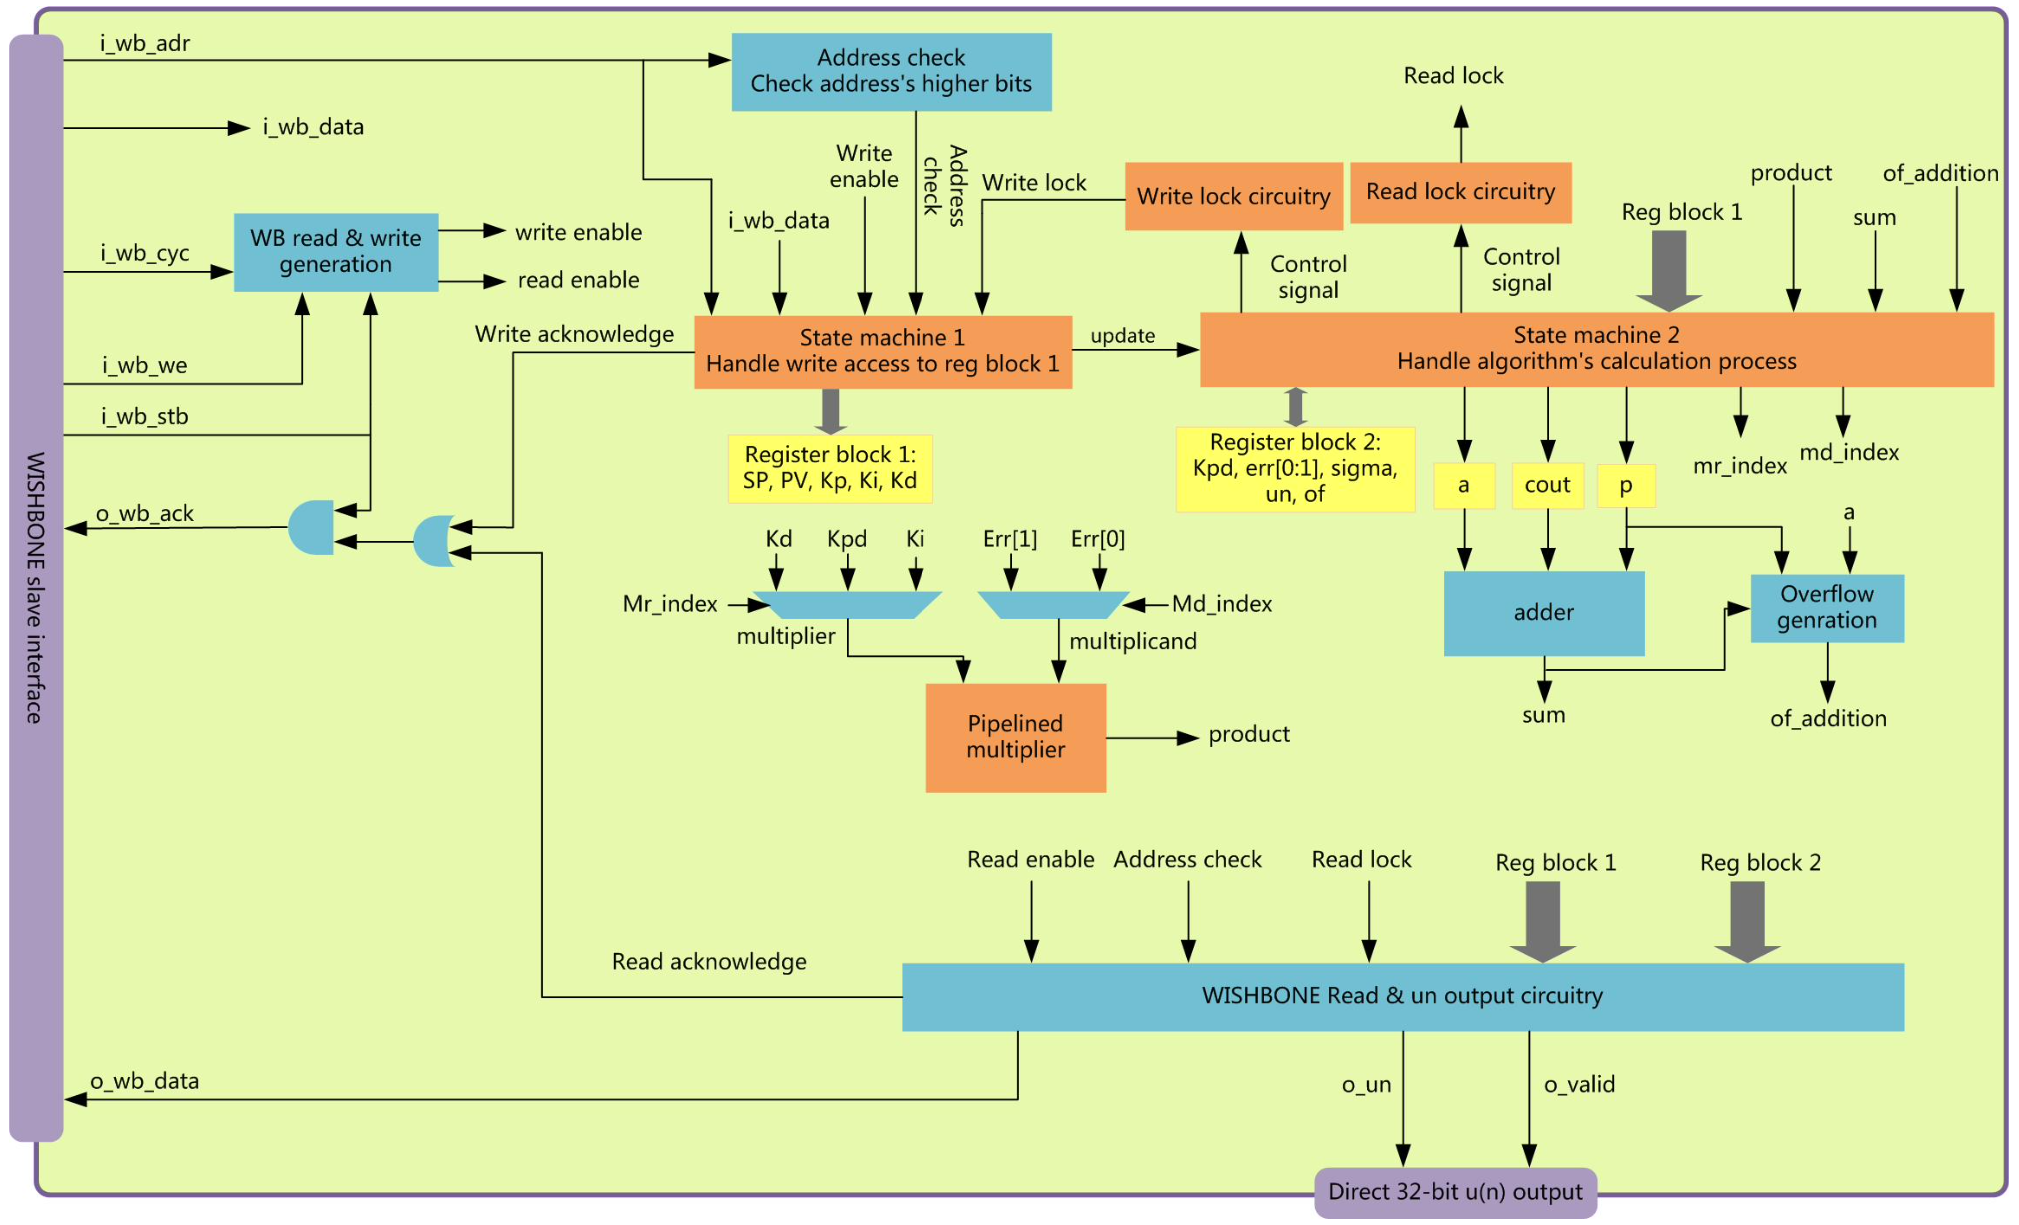 i_wb_adr
Address check
Check address's higher bits
Read lock
i_wb_data
Write
enable
Address
check
Write lock
Write lock circuitry
Read lock circuitry
product
of_addition
Reg block 1
sum
i_wb_data
WB read & write
generation
write enable
read enable
i_wb_cyc
Control
signal
Control
signal
Write acknowledge
State machine 1
Handle write access to reg block 1
update
State machine 2
Handle algorithm's calculation process
i_wb_we
i_wb_stb
Register block 1:
SP, PV, Kp, Ki, Kd
Register block 2:
Kpd, err[0:1], sigma,
un, of
a
cout
p
mr_index
md_index
WISHBONE slave interface
o_wb_ack
Kd
Kpd
Ki
Err[1]
Err[0]
a
Mr_index
Md_index
multiplier
multiplicand
adder
Overflow
genration
Pipelined
multiplier
product
sum
of_addition
Read enable
Address check
Read lock
Reg block 1
Reg block 2
Read acknowledge
WISHBONE Read & un output circuitry
o_wb_data
o_un
o_valid
Direct 32-bit u(n) output